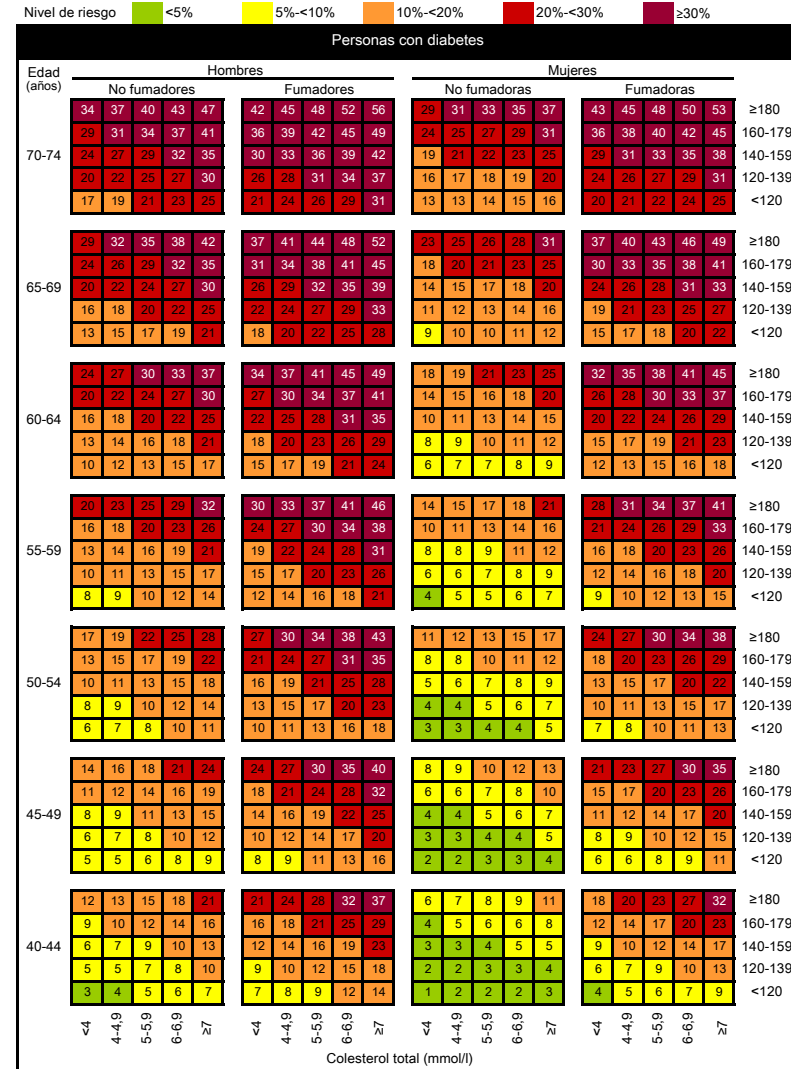 Nivel de riesgo <5% 5%-<10% 10%-<20% 20%-<30% ≥30%
Personas con diabetes
Edad (años) Hombres Mujeres
No fumadores Fumadores No fumadoras Fumadoras
34 37 40 43 47 42 45 48 52 56 29 31 33 35 37 43 45 48 50 53 ≥180
29 31 34 37 41 36 39 42 45 49 24 25 27 29 31 36 38 40 42 45 160-179
70-74 24 27 29 32 35 30 33 36 39 42 19 21 22 23 25 29 31 33 35 38 140-159
20 22 25 27 30 26 28 31 34 37 16 17 18 19 20 24 26 27 29 31 120-139
17 19 21 23 25 21 24 26 29 31 13 13 14 15 16 20 21 22 24 25 <120
29 32 35 38 42 37 41 44 48 52 23 25 26 28 31 37 40 43 46 49 ≥180
24 26 29 32 35 31 34 38 41 45 18 20 21 23 25 30 33 35 38 41 160-179
65-69 20 22 24 27 30 26 29 32 35 39 14 15 17 18 20 24 26 28 31 33 140-159
16 18 20 22 25 22 24 27 29 33 11 12 13 14 16 19 21 23 25 27 120-139
13 15 17 19 21 18 20 22 25 28 9 10 10 11 12 15 17 18 20 22 <120
24 27 30 33 37 34 37 41 45 49 18 19 21 23 25 32 35 38 41 45 ≥180
20 22 24 27 30 27 30 34 37 41 14 15 16 18 20 26 28 30 33 37 160-179
60-64 16 18 20 22 25 22 25 28 31 35 10 11 13 14 15 20 22 24 26 29 140-159
13 14 16 18 21 18 20 23 26 29 8 9 10 11 12 15 17 19 21 23 120-139
10 12 13 15 17 15 17 19 21 24 6 7 7 8 9 12 13 15 16 18 <120
20 23 25 29 32 30 33 37 41 46 14 15 17 18 21 28 31 34 37 41 ≥180
16 18 20 23 26 24 27 30 34 38 10 11 13 14 16 21 24 26 29 33 160-179
55-59 13 14 16 19 21 19 22 24 28 31 8 8 9 11 12 16 18 20 23 26 140-159
10 11 13 15 17 15 17 20 23 26 6 6 7 8 9 12 14 16 18 20 120-139
8 9 10 12 14 12 14 16 18 21 4 5 5 6 7 9 10 12 13 15 <120
17 19 22 25 28 27 30 34 38 43 11 12 13 15 17 24 27 30 34 38 ≥180
13 15 17 19 22 21 24 27 31 35 8 8 10 11 12 18 20 23 26 29 160-179
50-54 10 11 13 15 18 16 19 21 25 28 5 6 7 8 9 13 15 17 20 22 140-159
8 9 10 12 14 13 15 17 20 23 4 4 5 6 7 10 11 13 15 17 120-139
6 7 8 10 11 10 11 13 16 18 3 3 4 4 5 7 8 10 11 13 <120
14 16 18 21 24 24 27 30 35 40 8 9 10 12 13 21 23 27 30 35 ≥180
11 12 14 16 19 18 21 24 28 32 6 6 7 8 10 15 17 20 23 26 160-179
45-49 8 9 11 13 15 14 16 19 22 25 4 4 5 6 7 11 12 14 17 20 140-159
6 7 8 10 12 10 12 14 17 20 3 3 4 4 5 8 9 10 12 15 120-139
5 5 6 8 9 8 9 11 13 16 2 2 3 3 4 6 6 8 9 11 <120
12 13 15 18 21 21 24 28 32 37 6 7 8 9 11 18 20 23 27 32 ≥180
9 10 12 14 16 16 18 21 25 29 4 5 6 6 8 12 14 17 20 23 160-179
40-44 6 7 9 10 13 12 14 16 19 23 3 3 4 5 5 9 10 12 14 17 140-159
5 5 7 8 10 9 10 12 15 18 2 2 3 3 4 6 7 9 10 13 120-139
3 4 5 6 7 7 8 9 12 14 1 2 2 2 3 4 5 6 7 9 <120
<4 4-4,9 5-5,9 6-6,9 ≥7 <4 4-4,9 5-5,9 6-6,9 ≥7 <4 4-4,9 5-5,9 6-6,9 ≥7 <4 4-4,9 5-5,9 6-6,9 ≥7
Colesterol total (mmol/l)